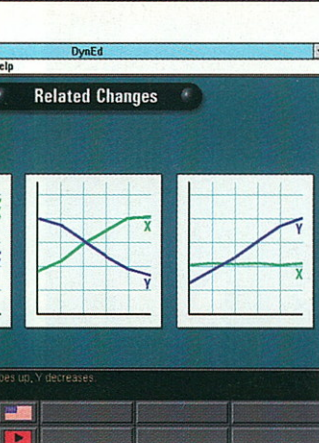 DynEd
elp
Related Changes
X
Y
Y
X
oes up, Y decreases.